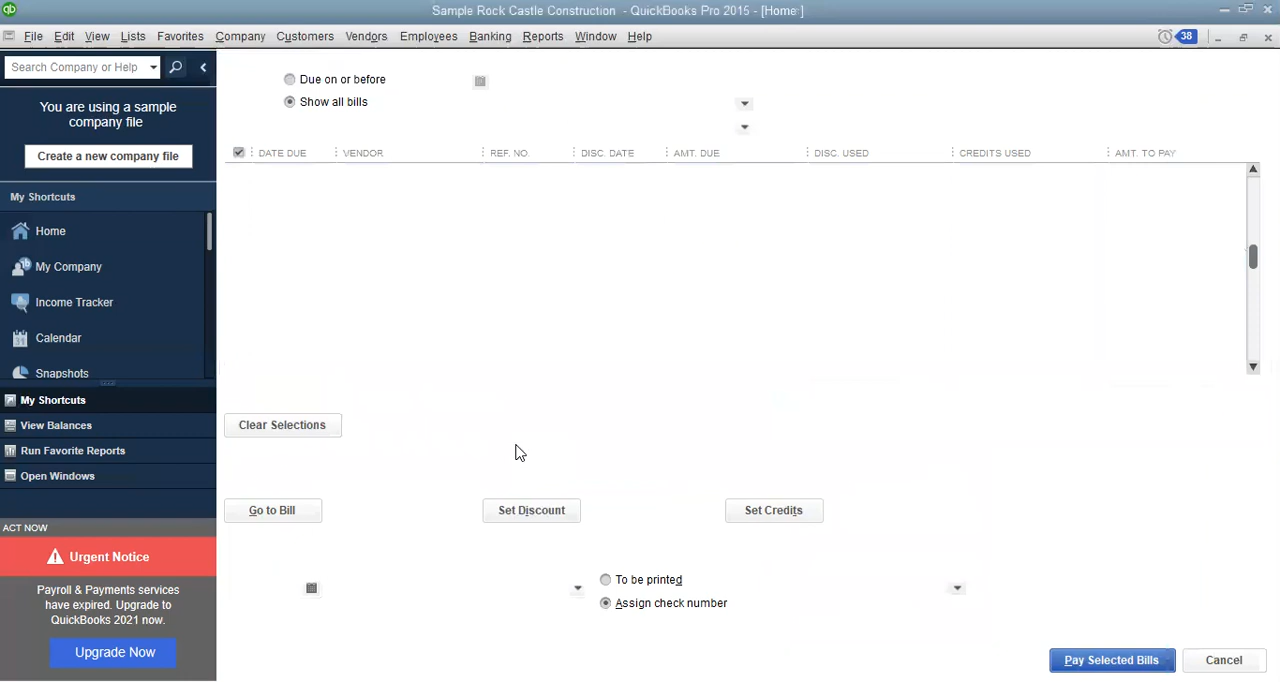 Sample Rock Castle Construction - QuickBooks Pro 2015 - [Home]
File Edit View Lists Favorites Company Customers Vendors Employees Banking Reports Window Help
38
Search Company or Help
You are using a sample
company file
Create a new company file
My Shortcuts
Home
My Company
Income Tracker
Calendar
Snapshots
My Shortcuts
View Balances
Run Favorite Reports
Open Windows
ACT NOW
Urgent Notice
Payroll & Payments services
have expired. Upgrade to
QuickBooks 2021 now.
Upgrade Now
Due on or before
Show all bills
DATE DUE VENDOR REF. NO. DISC. DATE AMT. DUE DISC. USED CREDITS USED AMT. TO PAY
Clear Selections
Go to Bill Set Discount Set Credits
To be printed
Assign check number
Pay Selected Bills Cancel